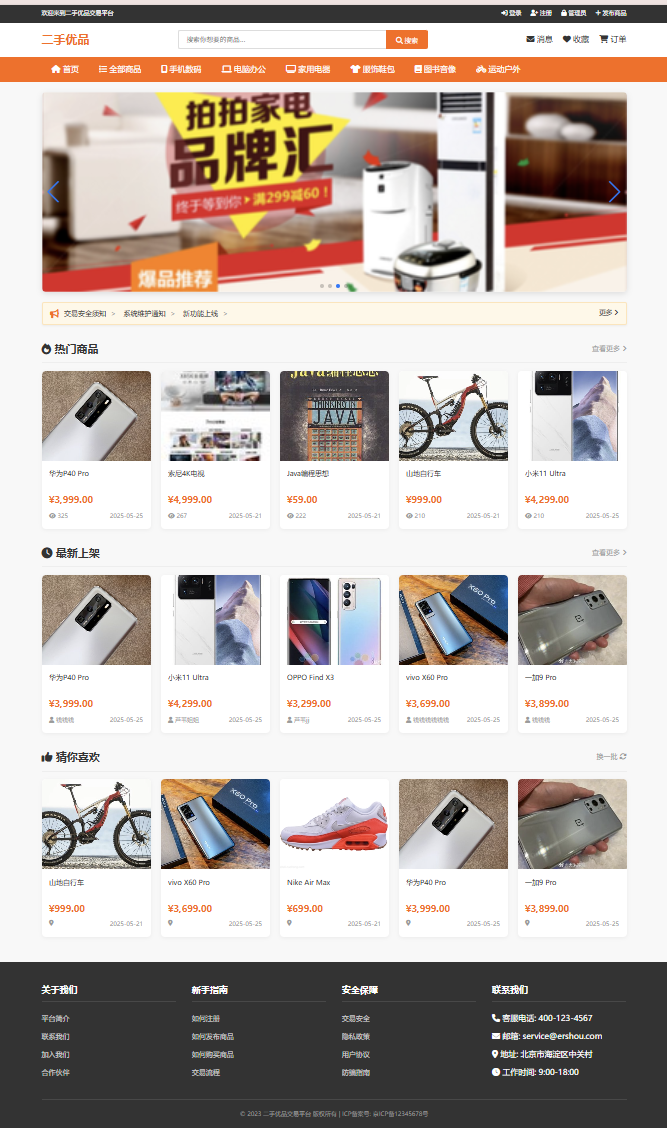 欢迎来到二手优品交易平台 登录 注册 管理员 发布商品
二手优品 搜索你想要的商品... 搜索 消息 收藏 订单
首页 全部商品 手机数码 电脑办公 家用电器 服饰鞋包 图书音像 运动户外
拍拍家电
品牌汇
终于等到你 满299减60！
爆品推荐
交易安全须知 > 系统维护通知 > 新功能上线 > 更多
热门商品 查看更多
Java编程思想
THINKING IN
JAVA
华为P40 Pro 索尼4K电视 Java编程思想 山地自行车 小米11 Ultra
¥3,999.00 ¥4,999.00 ¥59.00 ¥999.00 ¥4,299.00
325 2025-05-25 267 2025-05-21 222 2025-05-21 210 2025-05-21 210 2025-05-25
最新上架 查看更多
K60 Pro
华为P40 Pro 小米11 Ultra OPPO Find X3 vivo X60 Pro 一加9 Pro
¥3,999.00 ¥4,299.00 ¥3,299.00 ¥3,699.00 ¥3,899.00
2025-05-25 2025-05-25 2025-05-25 2025-05-25 2025-05-25
猜你喜欢 换一批
K60 Pro
山地自行车 vivo X60 Pro Nike Air Max 华为P40 Pro 一加9 Pro
¥999.00 ¥3,699.00 ¥699.00 ¥3,999.00 ¥3,899.00
2025-05-21 2025-05-25 2025-05-21 2025-05-25 2025-05-25
关于我们 新手指南 安全保障 联系我们
平台简介 如何注册 交易安全 客服电话: 400-123-4567
联系我们 如何发布商品 隐私政策 邮箱: service@ershou.com
加入我们 如何购买商品 用户协议 地址: 北京市海淀区中关村
合作伙伴 交易流程 防骗指南 工作时间: 9:00-18:00
© 2023 二手优品交易平台 版权所有 | ICP备案号: 京ICP备12345678号